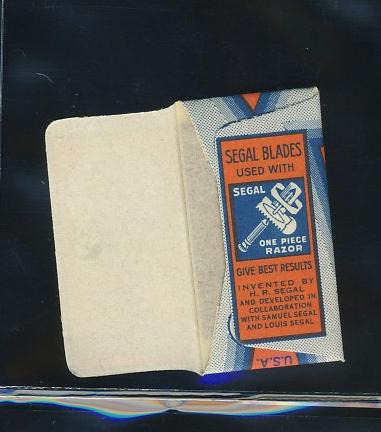 SEGAL BLADES
USED WITH
SEGAL
ONE PIECE
RAZOR
GIVE BEST RESULTS
INVENTED BY
H. R. SEGAL
AND DEVELOPED IN
COLLABORATION
WITH SAMUEL SEGAL
AND LOUIS SEGAL
U.S.A.